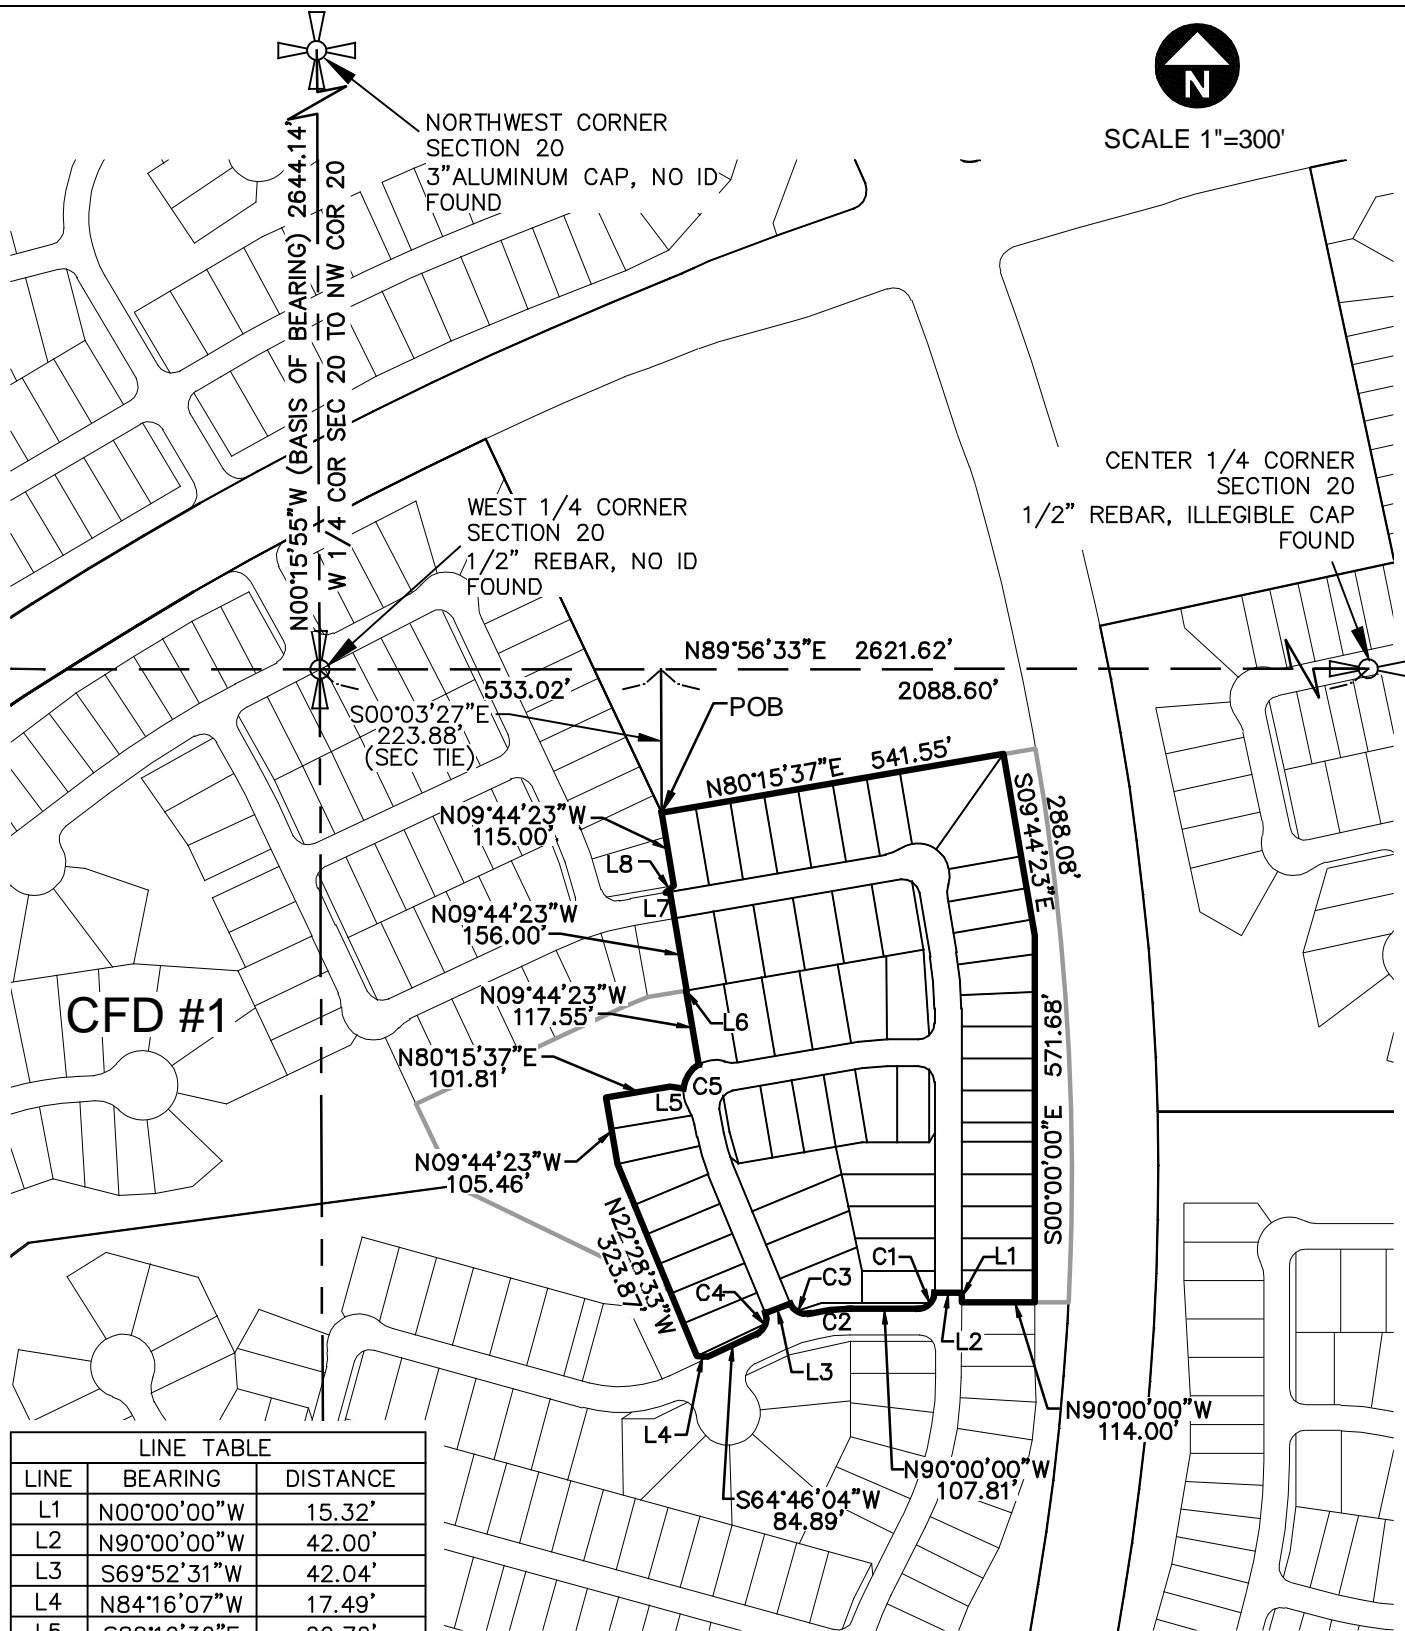 NORTHWEST CORNER
SECTION 20
3"ALUMINUM CAP, NO ID
FOUND
N
SCALE 1"=300'
N00°15'55"W (BASIS OF BEARING) 2644.14'
W 1/4 COR SEC 20 TO NW COR 20
WEST 1/4 CORNER
SECTION 20
1/2" REBAR, NO ID
FOUND
CENTER 1/4 CORNER
SECTION 20
1/2" REBAR, ILLEGIBLE CAP
FOUND
N89°56'33"E 2621.62'
533.02'
2088.60'
S00°03'27"E
223.88'
(SEC TIE)
POB
N80°15'37"E 541.55'
S09°44'23"E
288.08'
N09°44'23"W
115.00'
L8
L7
N09°44'23"W
156.00'
N09°44'23"W
117.55'
L6
CFD #1
N80°15'37"E
101.81'
C5
L5
S00°00'00"E 571.68'
N09°44'23"W
105.46'
N22°28'33"W
323.87'
C1
L1
C3
C4
C2
L2
L3
L4
N90°00'00"W
114.00'
N90°00'00"W
107.81'
S64°46'04"W
84.89'
LINE TABLE
LINE BEARING DISTANCE
L1 N00°00'00"W 15.32'
L2 N90°00'00"W 42.00'
L3 S69°52'31"W 42.04'
L4 N84°16'07"W 17.49'
L5